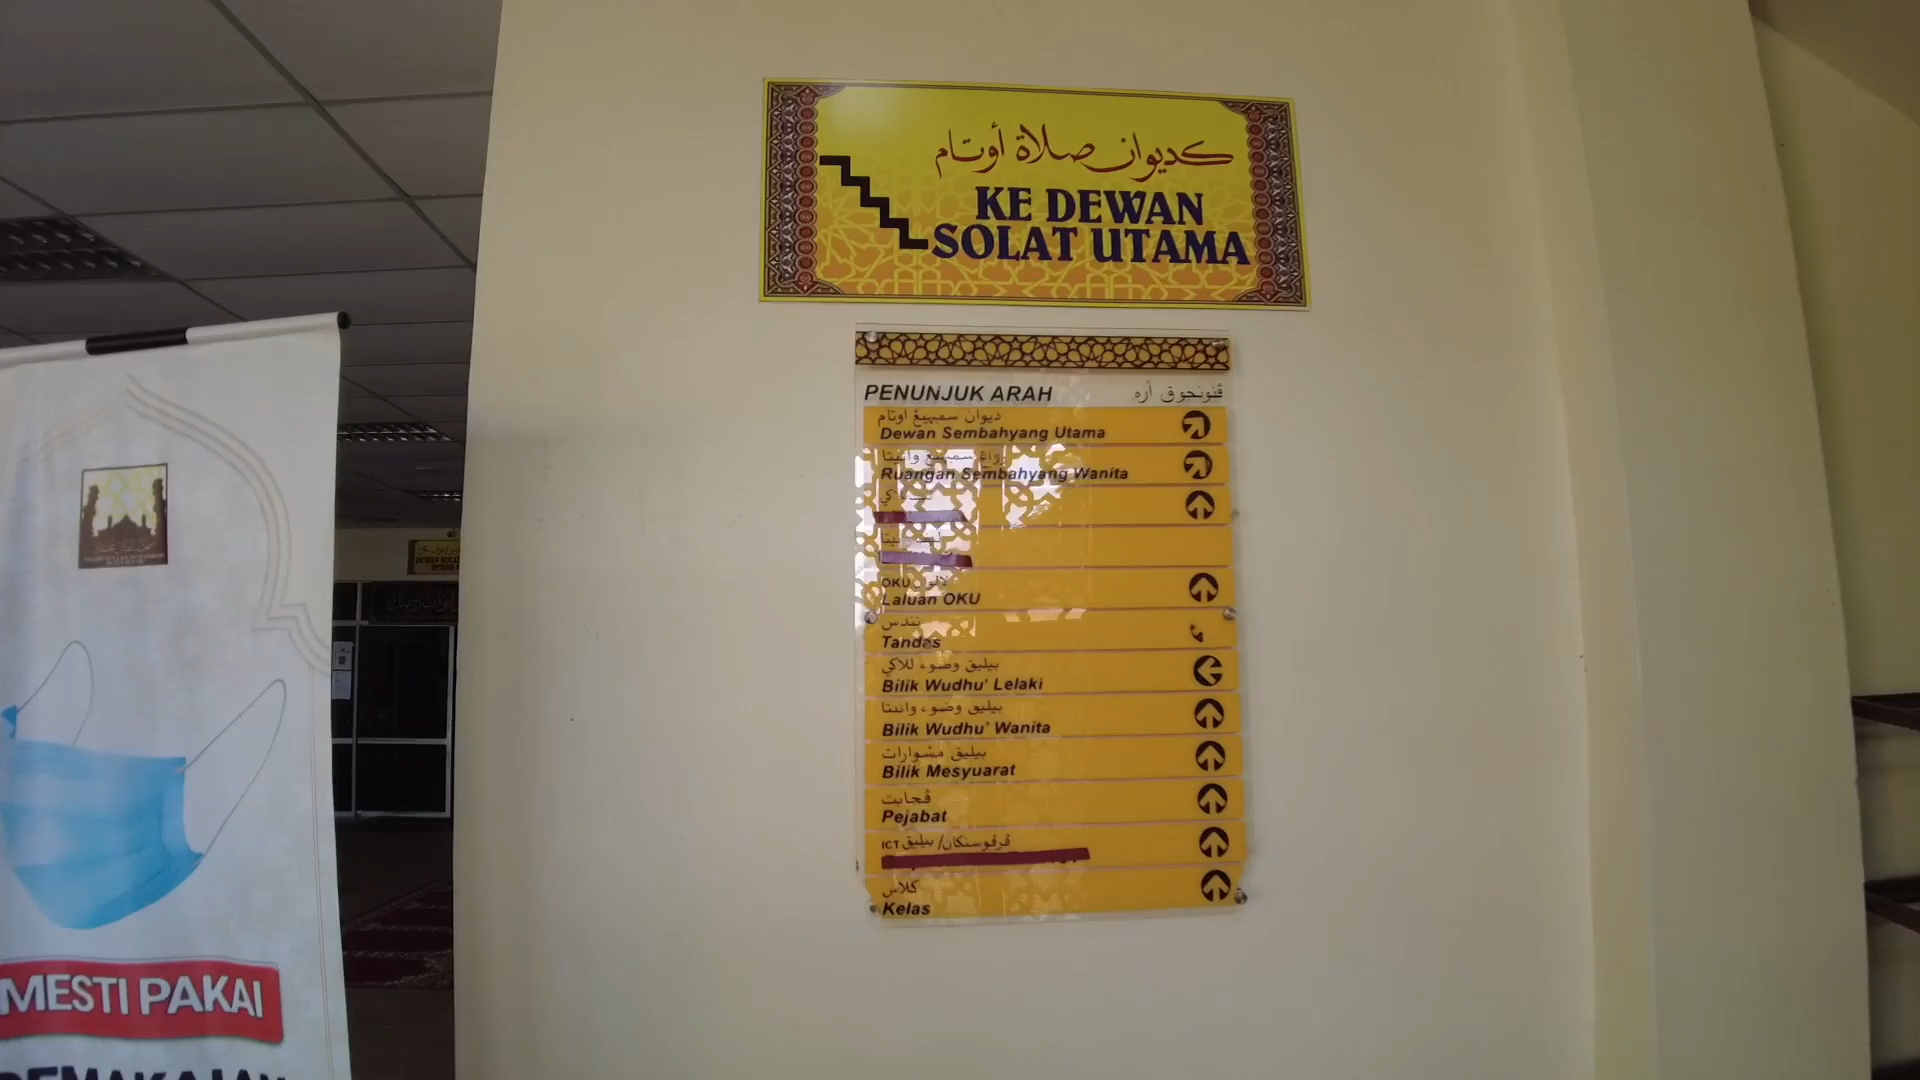 كديوان صلاة أوتام
KE DEWAN
SOLAT UTAMA
PENUNJUK ARAH
ڤنونجوق أره
ديوان سمبهيڠ اوتام
Dewan Sembahyang Utama
سمبهيڠ وانيتا
Ruangan Sembahyang Wanita
OKU لالوان
Laluan OKU
تندس
Tandas
بيليق وضوء للاكي
Bilik Wudhu' Lelaki
بيليق وضوء وانيتا
Bilik Wudhu' Wanita
بيليق مشوارات
Bilik Mesyuarat
ڤجابت
Pejabat
ڤرڤوستكاان/ بيليق ICT
كلاس
Kelas
MESTI PAKAI